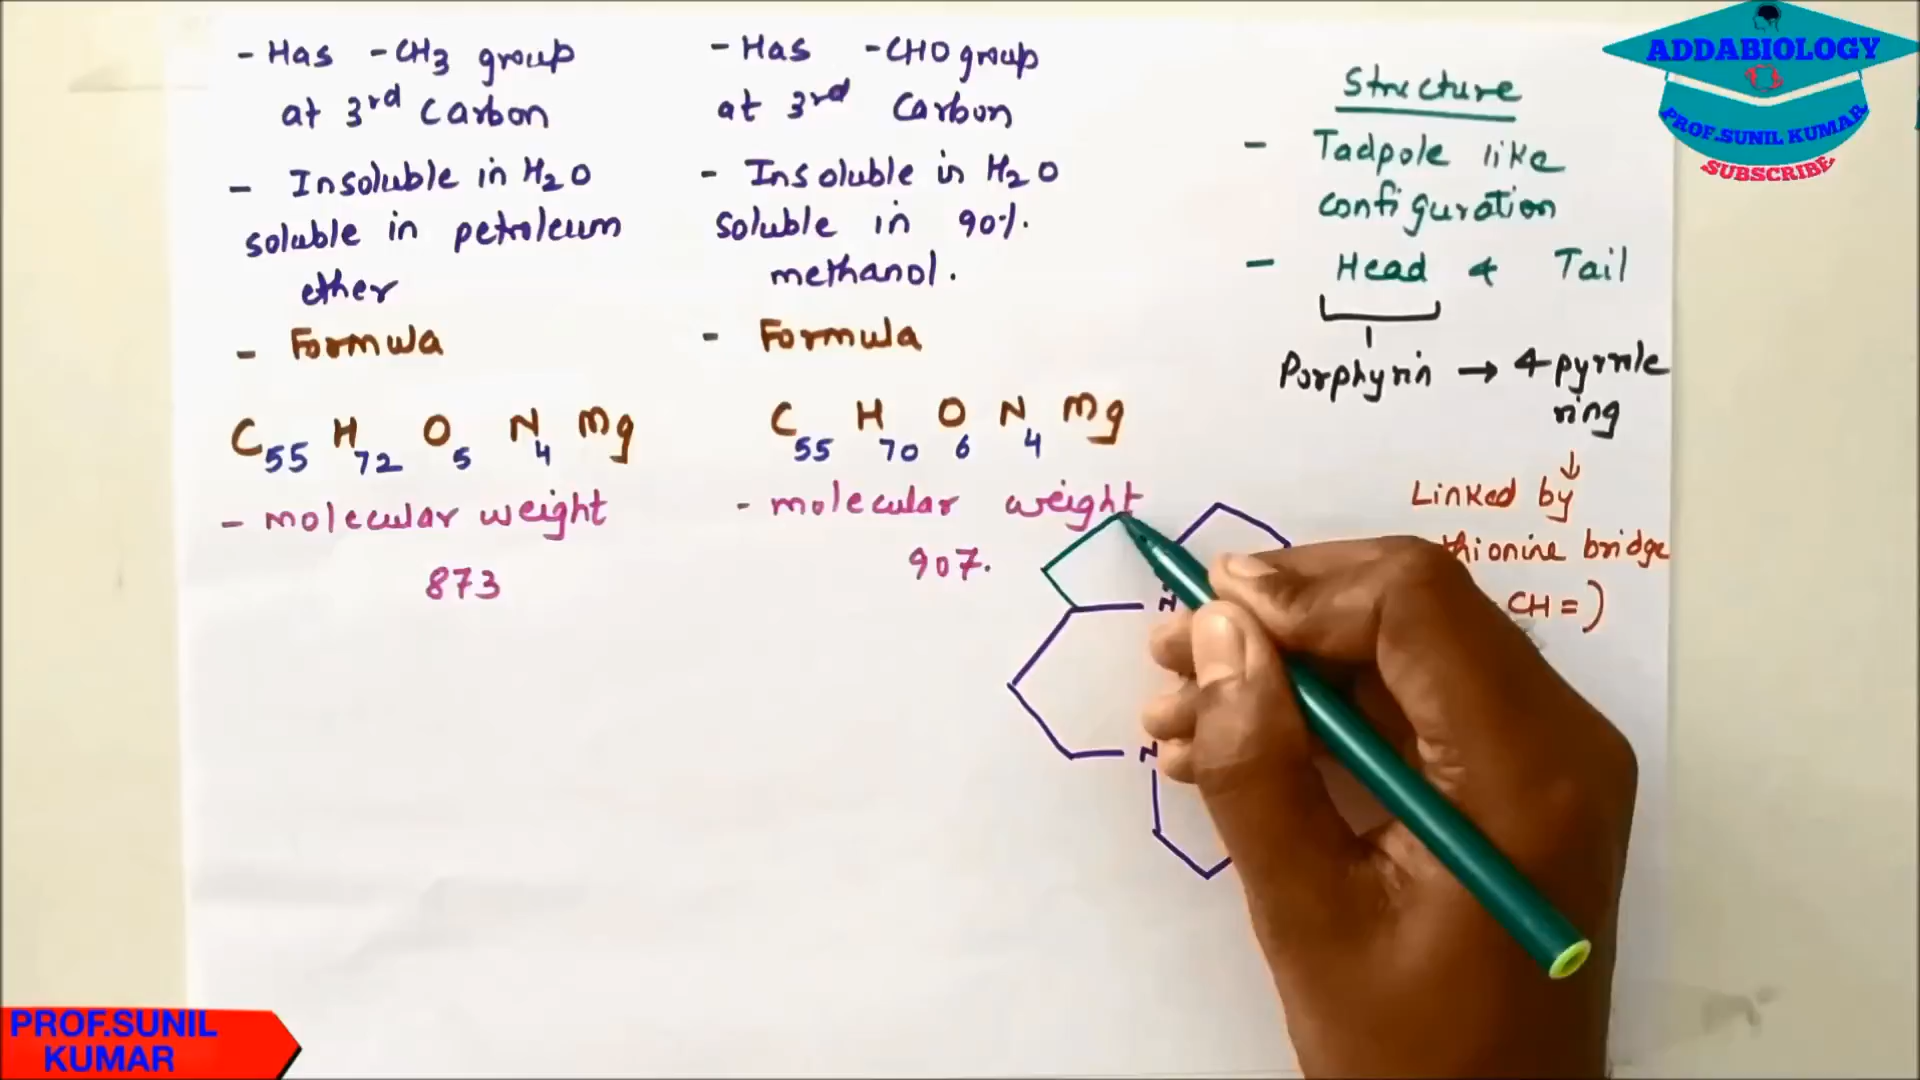 - Has -CH3 group
at 3rd Carbon
- Insoluble in H2O
soluble in petroleum
ether
- Formula
C55 H72 O5 N4 Mg
- molecular weight
873
- Has -CHO group
at 3rd Carbon
- Insoluble in H2O
soluble in 90%.
methanol.
- Formula
C55 H70 O6 N4 Mg
- molecular weight
907.
Structure
- Tadpole like
configuration
- Head & Tail
Porphyrin → 4 pyrrole
ring
↓
Linked by
thionine bridge
CH = )
N
N
ADDABIOLOGY
PROF.SUNIL KUMAR
SUBSCRIBE
PROF.SUNIL
KUMAR